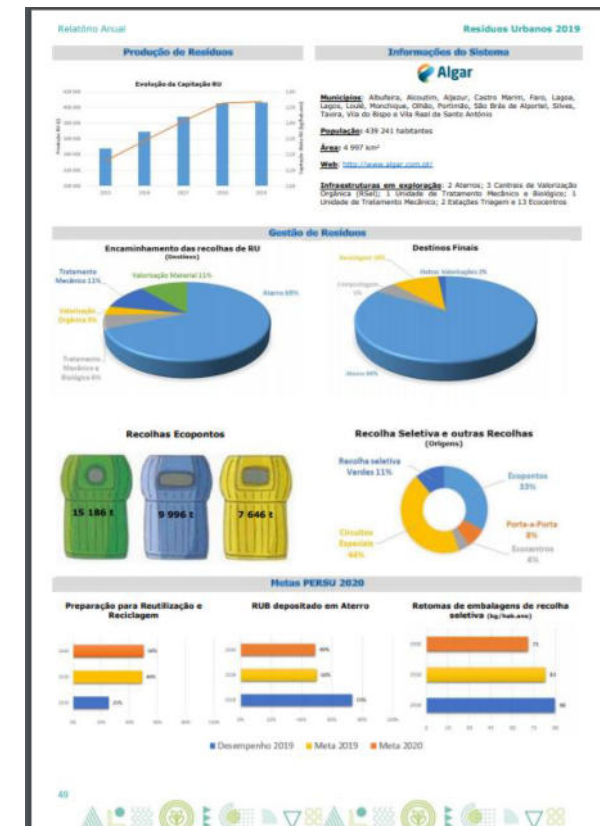 Relatório Anual
Resíduos Urbanos 2019
Produção de Resíduos
Informações do Sistema
Evolução da Capitação RU
2015 2016 2017 2018 2019
Algar
Municípios: Albufeira, Alcoutim, Aljezur, Castro Marim, Faro, Lagoa,
Lagos, Loulé, Monchique, Olhão, Portimão, São Brás de Alportel, Silves,
Tavira, Vila do Bispo e Vila Real de Santo António
População: 439 241 habitantes
Área: 4 997 km²
Web: http://www.algar.com.pt/
Infraestruturas em exploração: 2 Aterros; 3 Centrais de Valorização
Orgânica (RSel); 1 Unidade de Tratamento Mecânico e Biológico; 1
Unidade de Tratamento Mecânico; 2 Estações Triagem e 13 Ecocentros
Gestão de Resíduos
Encaminhamento das recolhas de RU
(Destinos)
Tratamento
Mecânico 11%
Valorização Material 11%
Aterro 69%
Valorização
Orgânica
Tratamento
Mecânico e
Biológico 6%
Destinos Finais
Reciclagem
Outras Valorizações 2%
Compostagem
Aterro
Recolhas Ecopontos
15 186 t
9 996 t
7 646 t
Recolha Seletiva e outras Recolhas
(Origens)
Recolha seletiva
Verdes 11%
Ecopontos
33%
Porta-a-Porta
8%
Ecocentros
4%
Circuitos
Especiais
44%
Metas PERSU 2020
Preparação para Reutilização e
Reciclagem
RUB depositado em Aterro
Retomas de embalagens de recolha
seletiva (kg/hab.ano)
Desempenho 2019 Meta 2019 Meta 2020
49